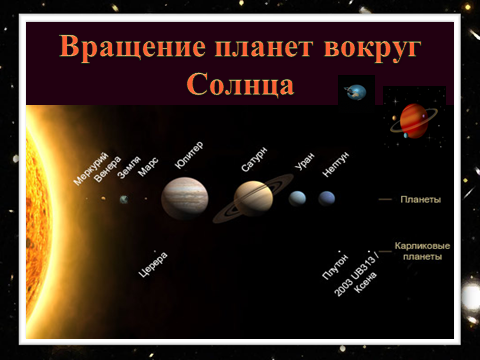 Вращение планет вокруг
Солнца
Меркурий
Венера
Земля
Марс
Юпитер
Сатурн
Уран
Нептун
Планеты
Церера
Плутон
2003 UB313 /
Ксена
Карликовые
планеты